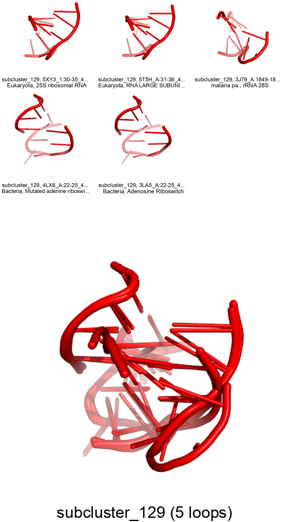 subcluster_129, 5XY3_1:30-35_4...
Eukaryota, 25S ribosomal RNA
subcluster_129, 5T5H_A:31-36_4...
Eukaryota, RNA LARGE SUBUNI...
subcluster_129, 3J79_A:1849-18...
malaria pa., rRNA 28S
subcluster_129, 4LX6_A:22-25_4...
Bacteria, Mutated adenine riboswi...
subcluster_129, 3LA5_A:22-25_4...
Bacteria, Adenosine Riboswitch
subcluster_129 (5 loops)